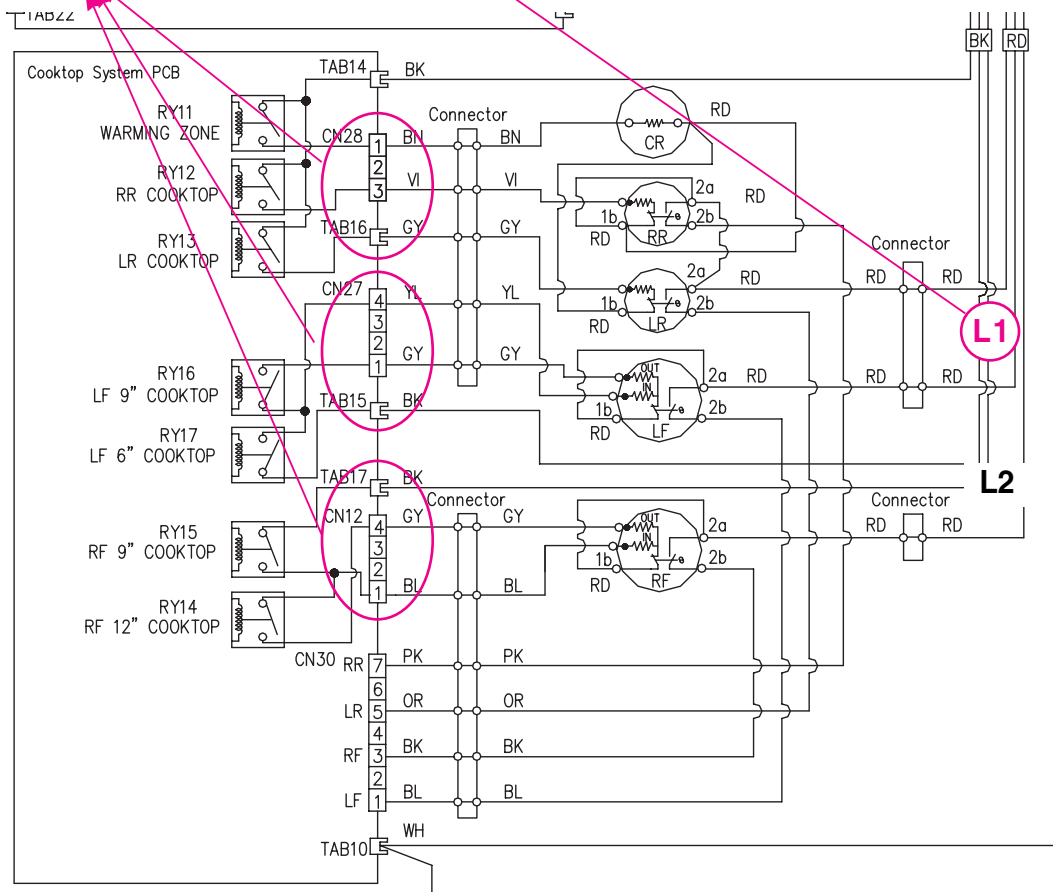 TAB22
BK RD
Cooktop System PCB
TAB14 BK
RY11
WARMING ZONE
RY12
RR COOKTOP
RY13
LR COOKTOP
RY16
LF 9” COOKTOP
RY17
LF 6” COOKTOP
RY15
RF 9” COOKTOP
RY14
RF 12” COOKTOP
Connector
CN28 1 BN BN
2
3 VI VI
TAB16 GY GY
CN27 4 YL YL
3
2
1 GY GY
TAB15 BK
TAB17 BK
Connector
CN12 4 GY GY
3
2
1 BL BL
CN30 RR 7 PK PK
6
LR 5 OR OR
4
RF 3 BK BK
2
LF 1 BL BL
TAB10 WH
CR RD
2a RD
1b 2b
RD RR
2a RD
1b 2b
RD LR
OUT
IN
2a RD
1b 2b
RD LF
OUT
IN
2a
1b 2b
RD RF
Connector
RD RD
RD RD
L1
L2
Connector
RD RD